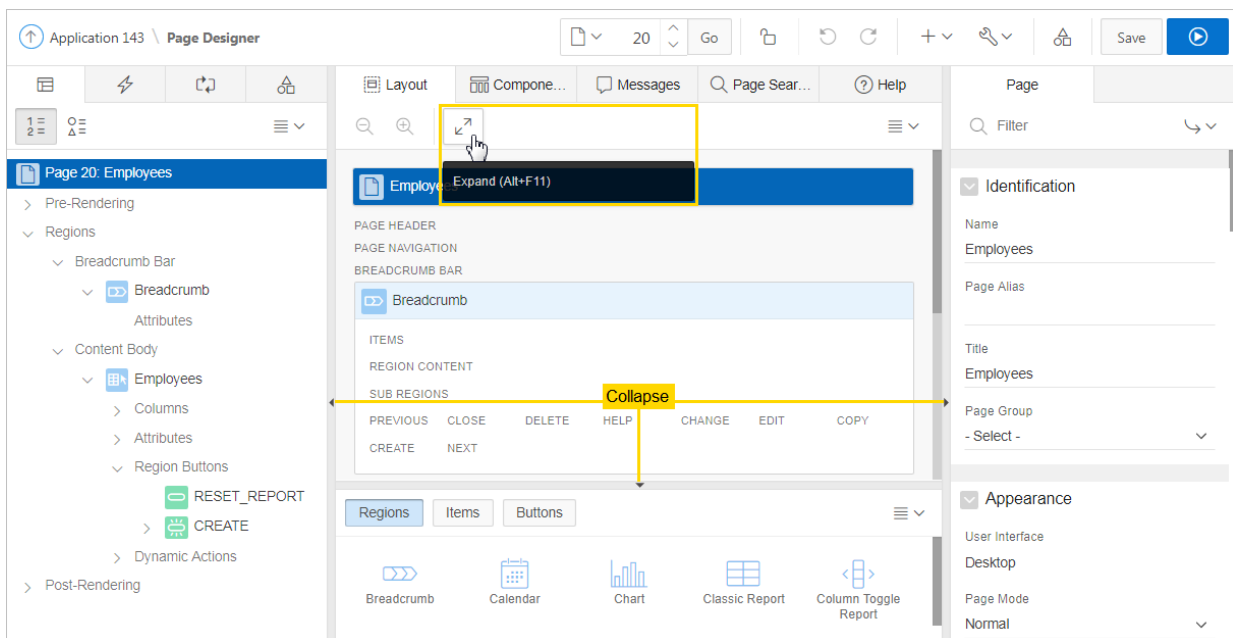 Application 143 \ Page Designer
20 Go Save
Layout Compone... Messages Page Sear... Help Page
Filter
Page 20: Employees
Pre-Rendering
Regions
Breadcrumb Bar
Breadcrumb
Attributes
Content Body
Employees
Columns
Attributes
Region Buttons
RESET_REPORT
CREATE
Dynamic Actions
Post-Rendering
Expand (Alt+F11)
PAGE HEADER
PAGE NAVIGATION
BREADCRUMB BAR
Breadcrumb
ITEMS
REGION CONTENT
SUB REGIONS
Collapse
PREVIOUS CLOSE DELETE HELP CHANGE EDIT COPY
CREATE NEXT
Regions Items Buttons
Breadcrumb Calendar Chart Classic Report Column Toggle
Report
Identification
Name
Employees
Page Alias
Title
Employees
Page Group
- Select -
Appearance
User Interface
Desktop
Page Mode
Normal